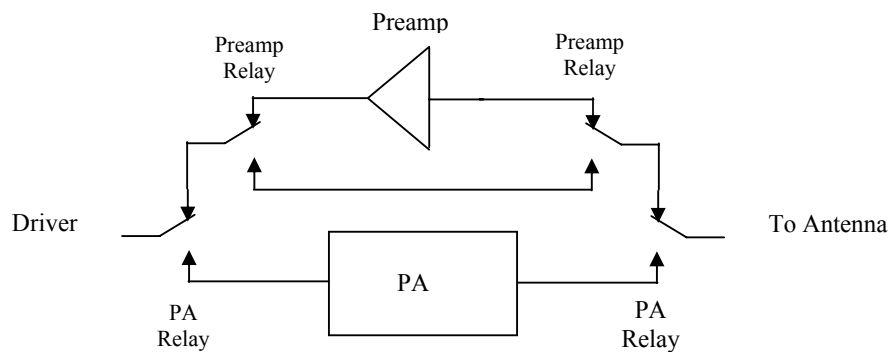 Preamp
Preamp
Relay
Preamp
Relay
Driver
To Antenna
PA
PA
Relay
PA
Relay